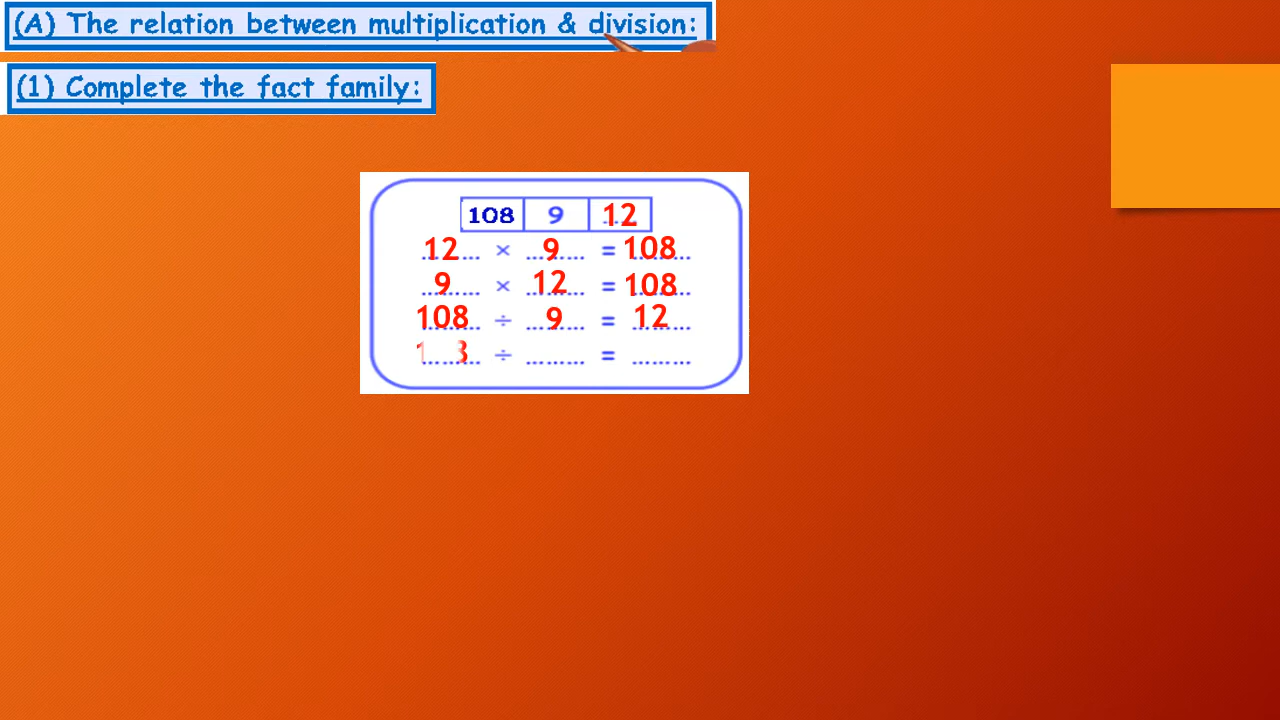 (A) The relation between multiplication & division:
(1) Complete the fact family:
108 9 12
12 × 9 = 108
9 × 12 = 108
108 ÷ 9 = 12
÷ ......... = .........